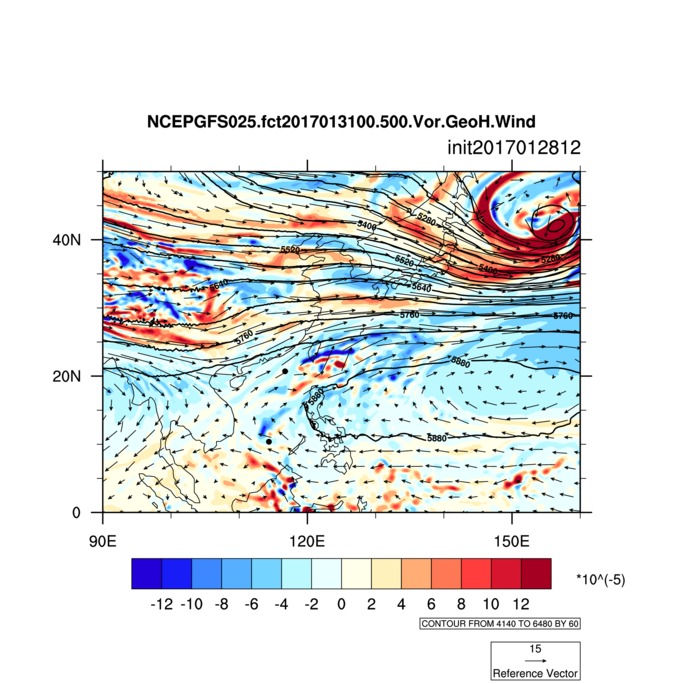 NCEPGFS025.fct2017013100.500.Vor.GeoH.Wind
init2017012812
40N
20N
0
90E
120E
150E
5280
5400
5520
5520
5640
5640
5400
5280
5760
5760
5760
5880
5880
5880
-12 -10 -8 -6 -4 -2 0 2 4 6 8 10 12
*10^(-5)
CONTOUR FROM 4140 TO 6480 BY 60
15
Reference Vector